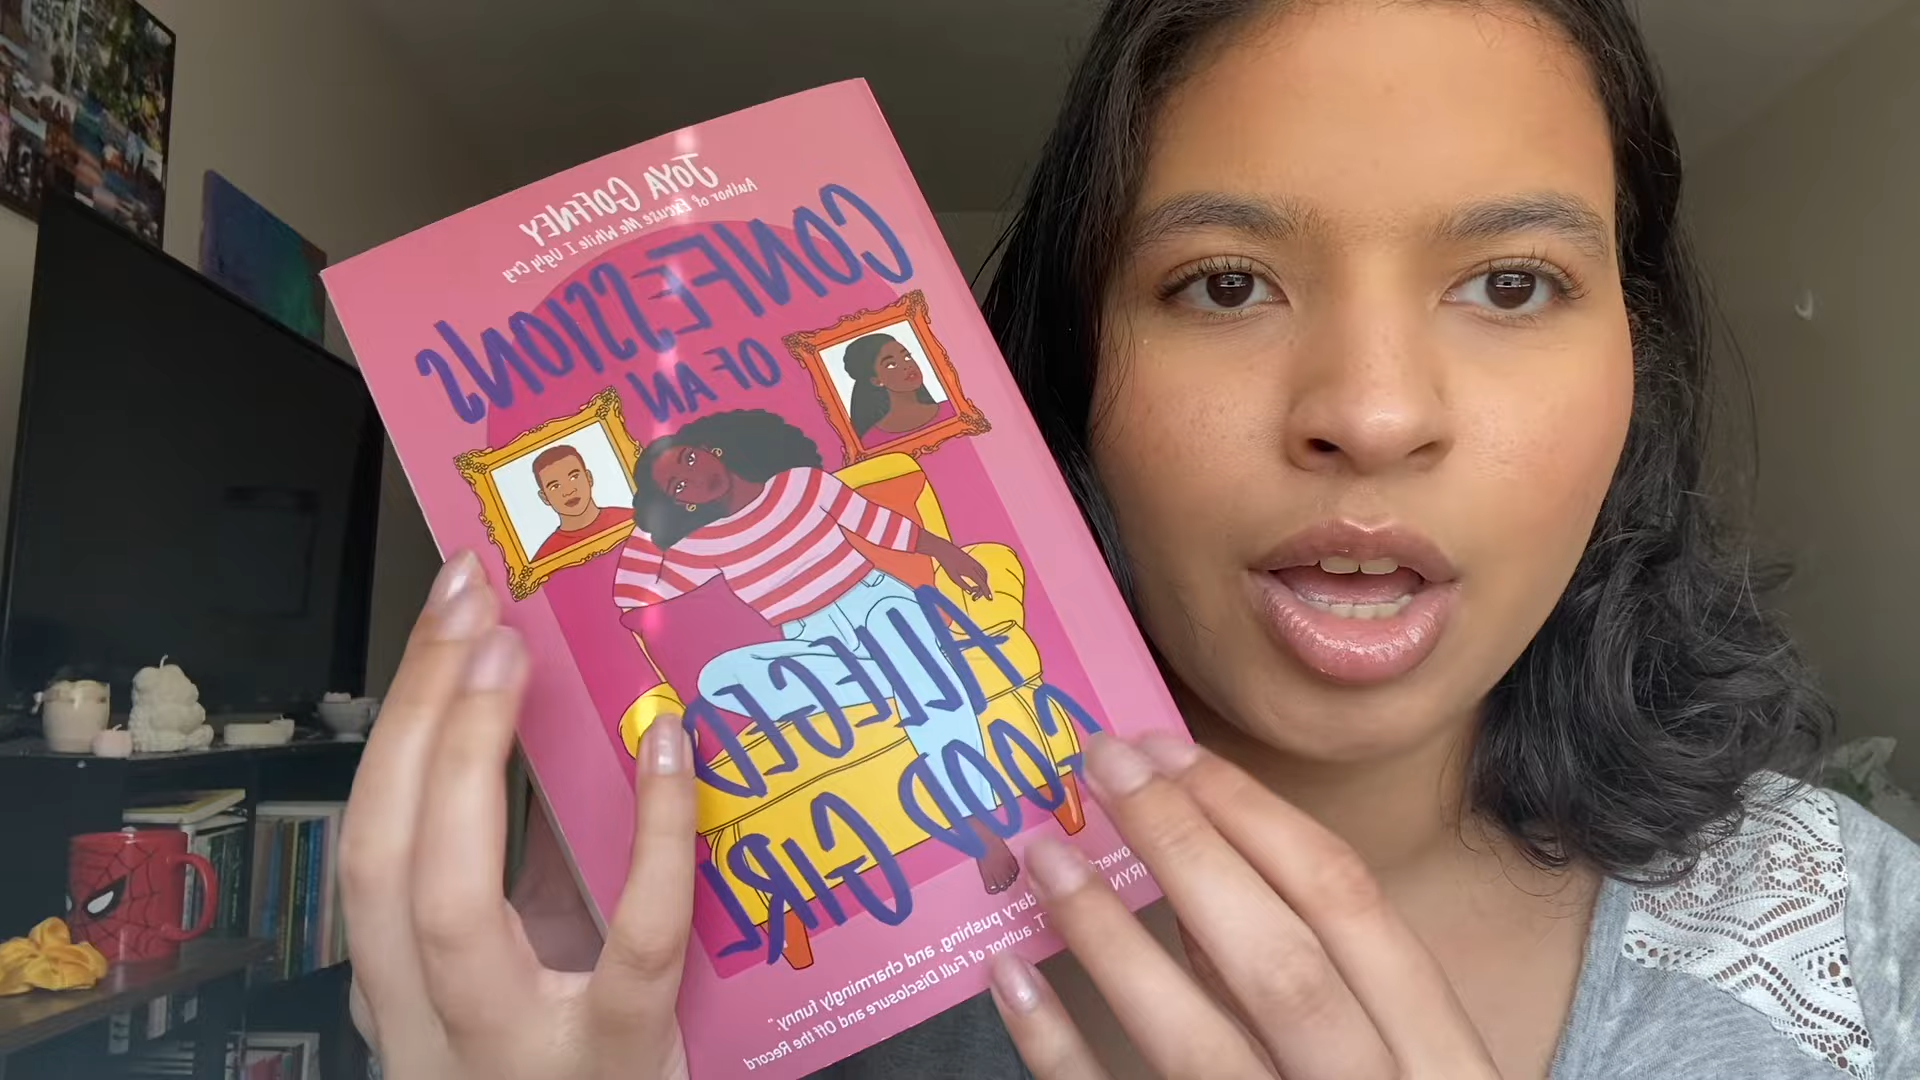 JOYA GOFFNEY
Author of Excuse Me While I Ugly Cry
CONFESSIONS
OF AN
ALLEGED
GOOD GIRL
pushing, and charmingly funny."
T. author of Full Disclosure and Off the Record